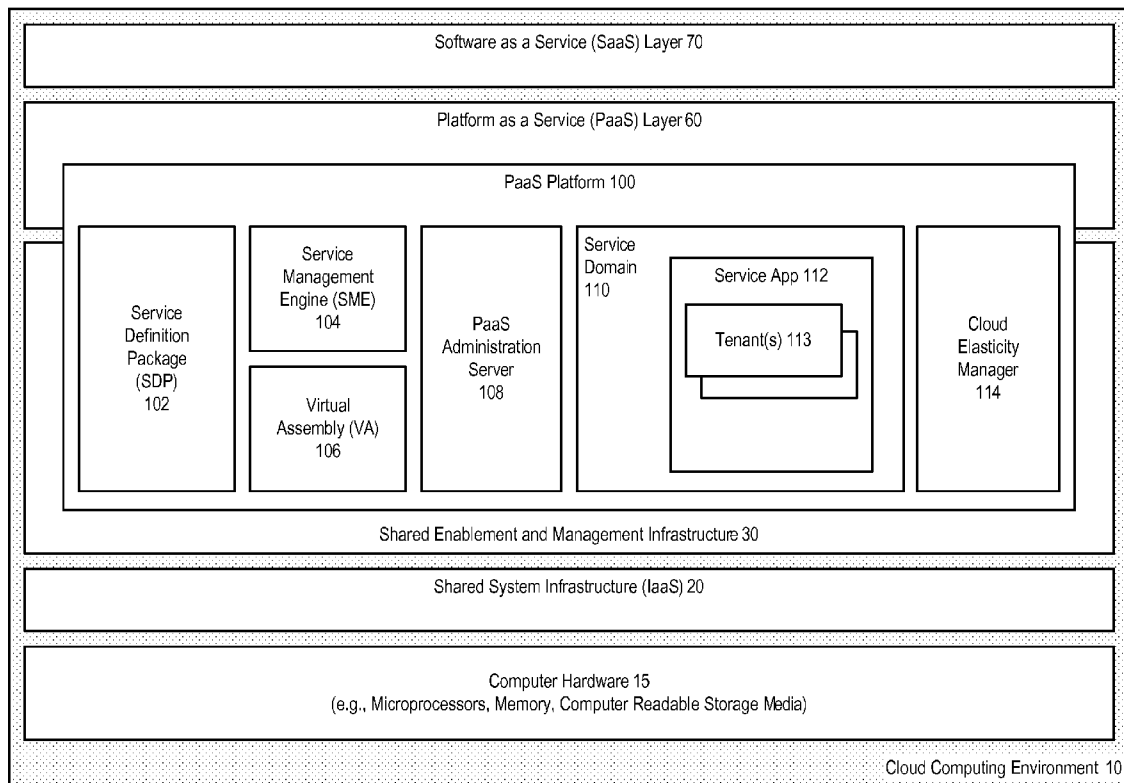 Software as a Service (SaaS) Layer 70
Platform as a Service (PaaS) Layer 60
PaaS Platform 100
Service
Definition
Package
(SDP)
102
Service
Management
Engine (SME)
104
Virtual
Assembly (VA)
106
PaaS
Administration
Server
108
Service
Domain
110
Service App 112
Tenant(s) 113
Cloud
Elasticity
Manager
114
Shared Enablement and Management Infrastructure 30
Shared System Infrastructure (IaaS) 20
Computer Hardware 15
(e.g., Microprocessors, Memory, Computer Readable Storage Media)
Cloud Computing Environment 10